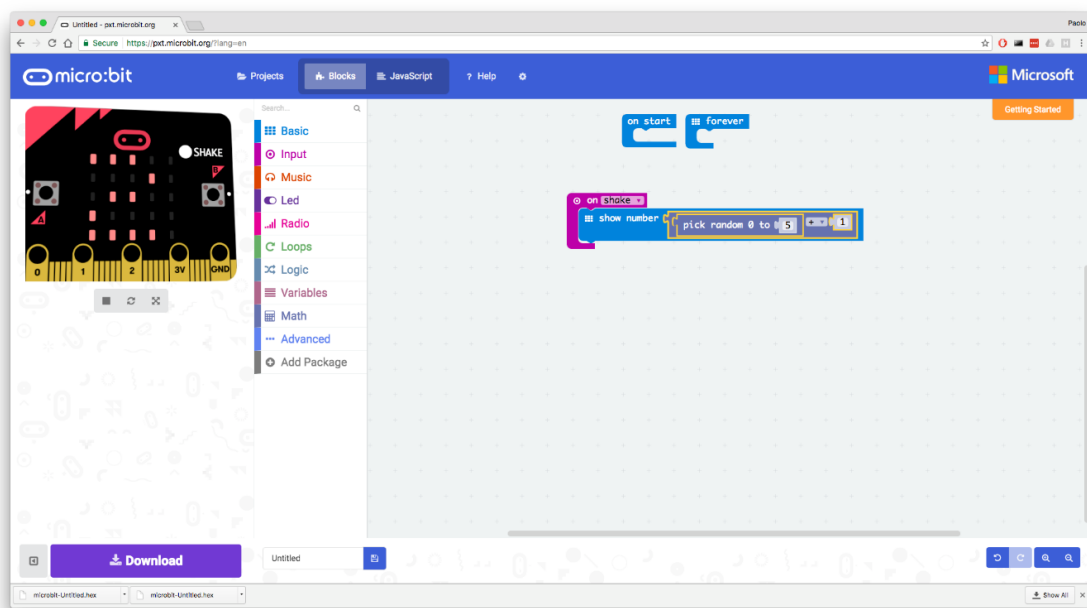 Untitled - pxt.microbit.org
Paolo
Secure https://pxt.microbit.org/?lang=en
micro:bit
Projects
Blocks
JavaScript
? Help
Microsoft
Getting Started
SHAKE
B
A
0 1 2 3V GND
Search...
Basic
Input
Music
Led
Radio
Loops
Logic
Variables
Math
Advanced
Add Package
on start
forever
on shake
show number pick random 0 to 5 + 1
Download
Untitled
microbit-Untitled.hex
microbit-Untitled.hex
Show All